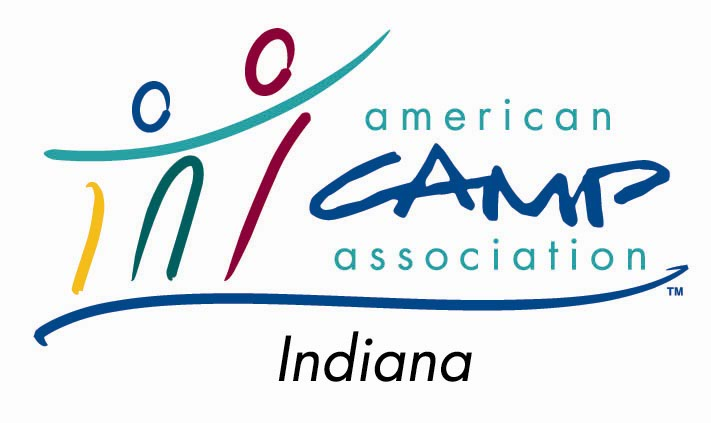 american
CAMP
association
TM
Indiana